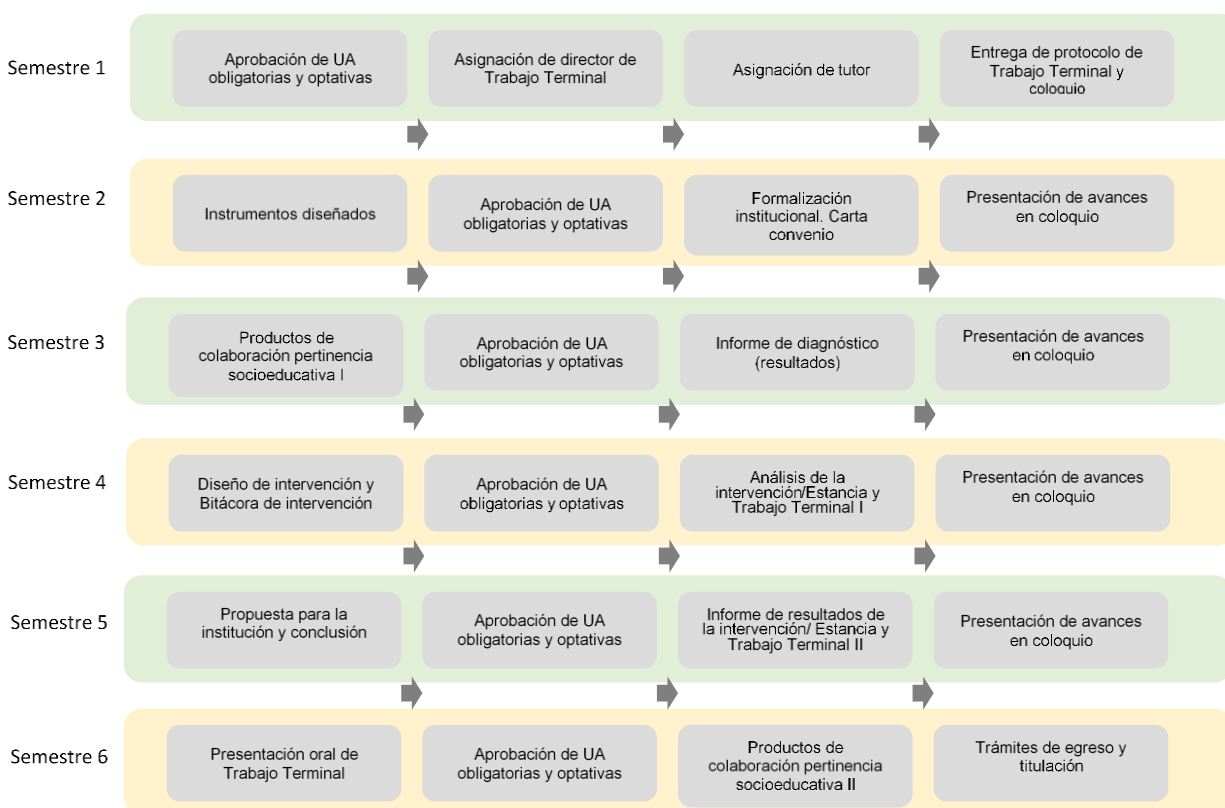 Semestre 1
Aprobación de UA
obligatorias y optativas
Asignación de director de
Trabajo Terminal
Asignación de tutor
Entrega de protocolo de
Trabajo Terminal y
coloquio
Semestre 2
Instrumentos diseñados
Aprobación de UA
obligatorias y optativas
Formalización
institucional. Carta
convenio
Presentación de avances
en coloquio
Semestre 3
Productos de
colaboración pertinencia
socioeducativa I
Aprobación de UA
obligatorias y optativas
Informe de diagnóstico
(resultados)
Presentación de avances
en coloquio
Semestre 4
Diseño de intervención y
Bitácora de intervención
Aprobación de UA
obligatorias y optativas
Análisis de la
intervención/Estancia y
Trabajo Terminal I
Presentación de avances
en coloquio
Semestre 5
Propuesta para la
institución y conclusión
Aprobación de UA
obligatorias y optativas
Informe de resultados de
la intervención/ Estancia y
Trabajo Terminal II
Presentación de avances
en coloquio
Semestre 6
Presentación oral de
Trabajo Terminal
Aprobación de UA
obligatorias y optativas
Productos de
colaboración pertinencia
socioeducativa II
Trámites de egreso y
titulación